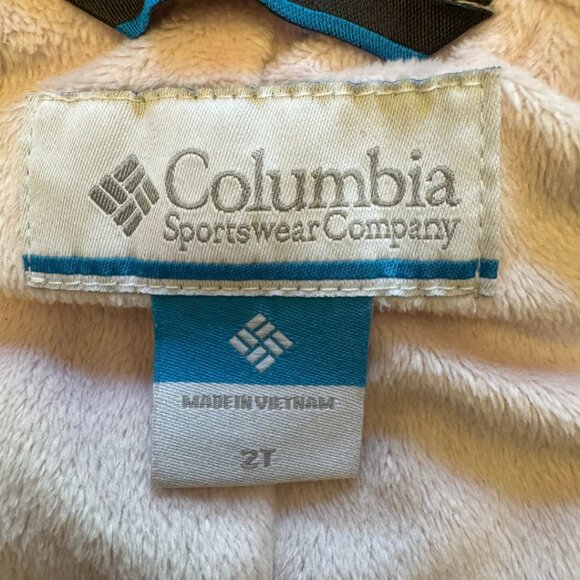 Columbia
Sportswear Company
MADE IN VIETNAM
2T